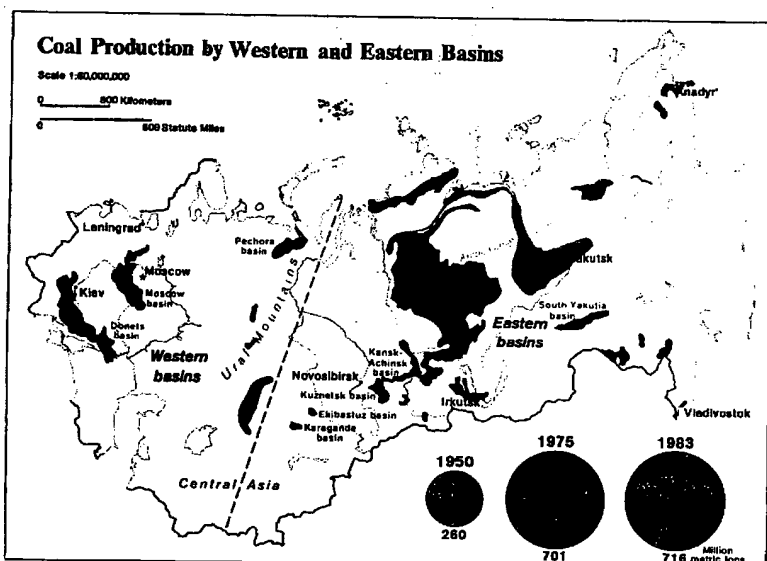 Coal Production by Western and Eastern Basins
Scale 1:60,000,000
0 800 Kilometers
0 Statute Miles
Anadyr'
Leningrad
Pechora
basin
Moscow
Moscow
basin
Kiev
Donets
Basin
Western
basins
Ural Mountains
Yakutsk
South Yakutia
basin
Eastern
basins
Kansk-
Achinsk
basin
Novosibirsk
Kuznetsk basin
Irkutsk
Ekibastuz basin
Karaganda
basin
Vladivostok
Central Asia
1950
260
1975
701
1983
716 Million
metric tons